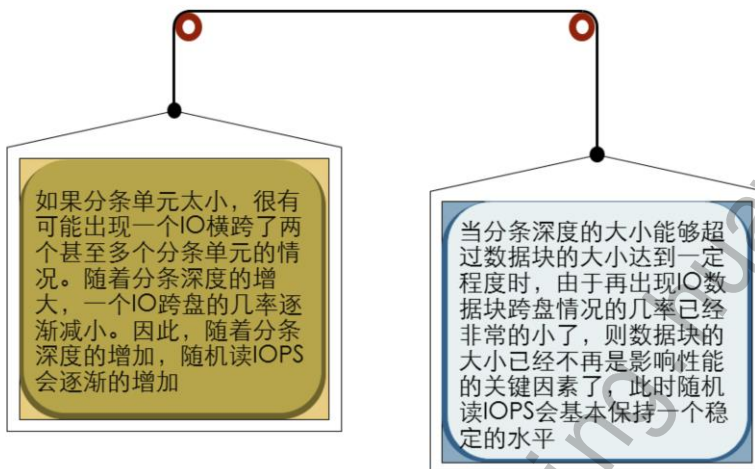 如果分条单元太小，很有
可能出现一个IO横跨了两
个甚至多个分条单元的情
况。随着分条深度的增
大，一个IO跨盘的几率逐
渐减小。因此，随着分条
深度的增加，随机读IOPS
会逐渐的增加
当分条深度的大小能够超
过数据块的大小达到一定
程度时，由于再出现IO数
据块跨盘情况的几率已经
非常的小了，则数据块的
大小已经不再是影响性能
的关键因素了，此时随机
读IOPS会基本保持一个稳
定的水平